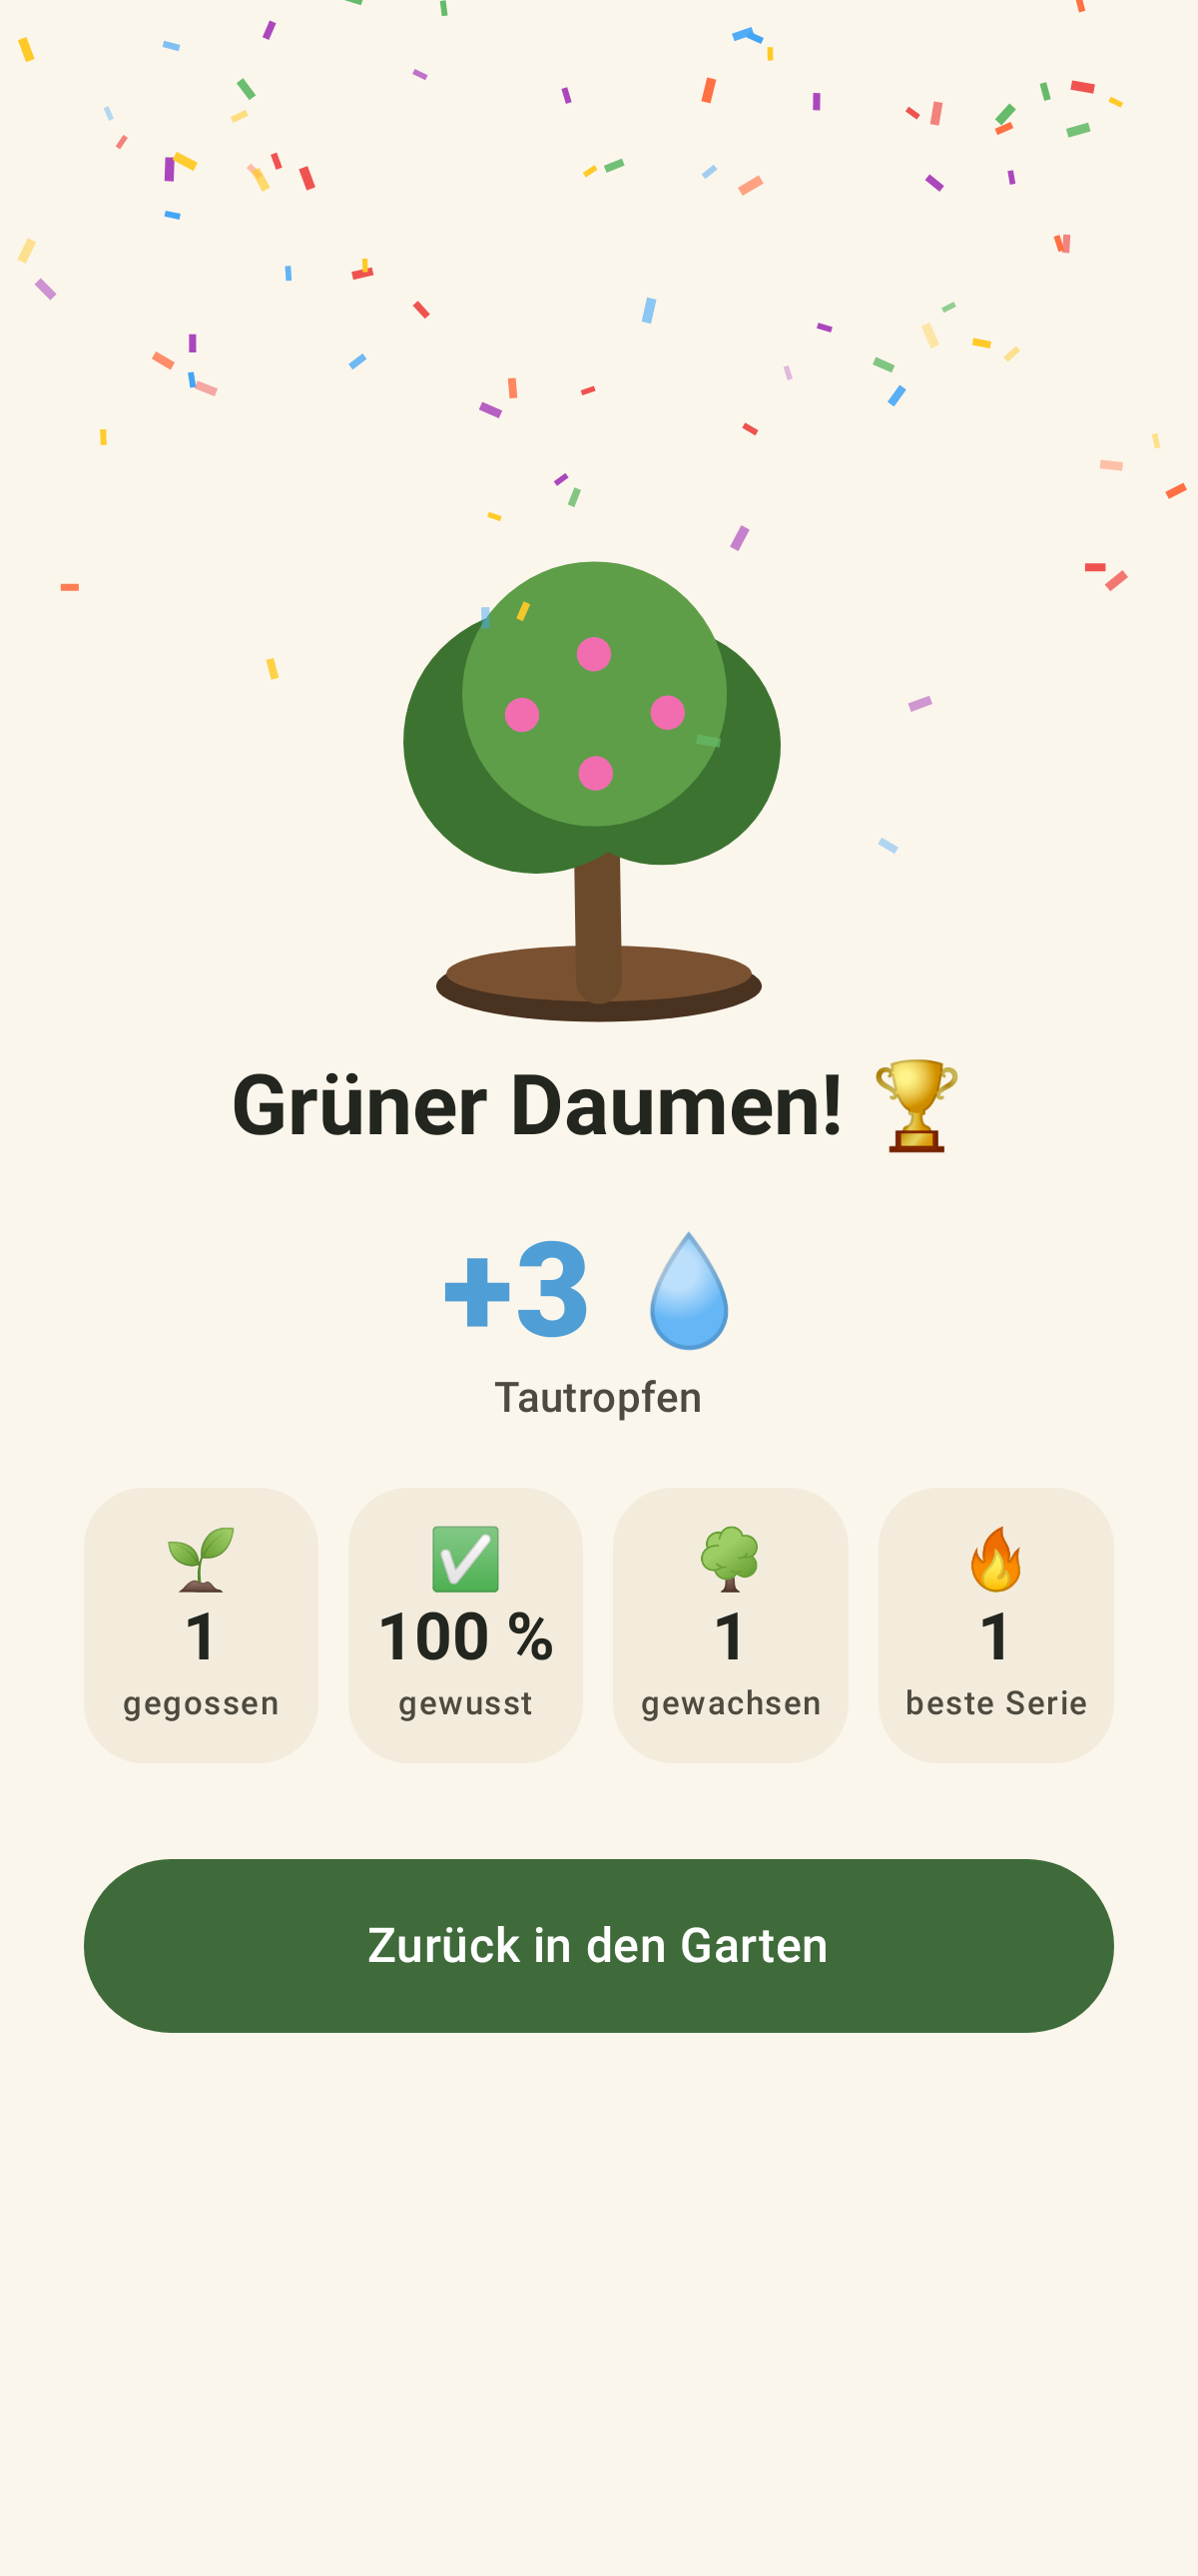 Grüner Daumen! 🏆
+3 💧
Tautropfen
1
gegossen
100 %
gewusst
1
gewachsen
1
beste Serie
Zurück in den Garten